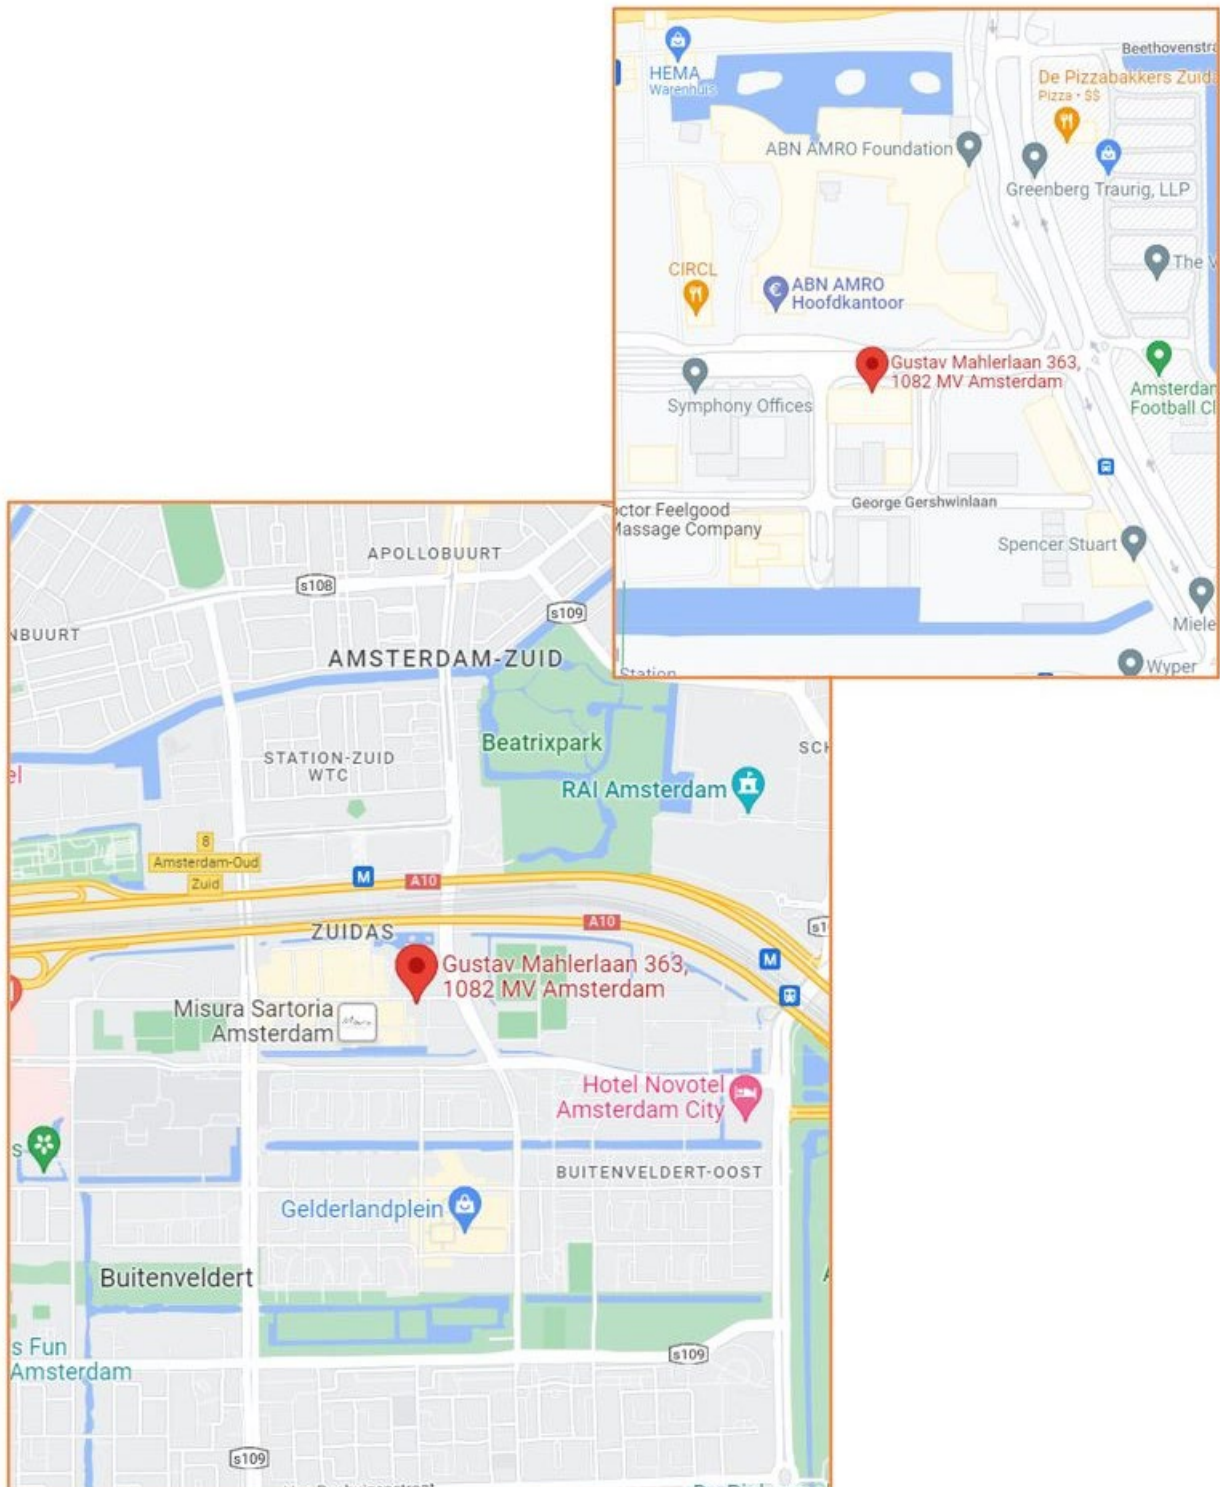 Beethovenstra
HEMA
Warenhuis
De Pizzabakkers Zuida
Pizza • $$
ABN AMRO Foundation
Greenberg Traurig, LLP
The V
CIRCL
ABN AMRO
Hoofdkantoor
Gustav Mahlerlaan 363,
1082 MV Amsterdam
Amsterdam
Football Cl
Symphony Offices
George Gershwinlaan
octor Feelgood
Massage Company
Spencer Stuart
Miele
Wyper
Station
APOLLOBUURT
s108
s109
NBUURT
AMSTERDAM-ZUID
Beatrixpark
STATION-ZUID
WTC
SCH
el
RAI Amsterdam
8
Amsterdam-Oud
Zuid
M
A10
A10
s10
ZUIDAS
M
Gustav Mahlerlaan 363,
1082 MV Amsterdam
Misura Sartoria
Amsterdam
Hotel Novotel
Amsterdam City
s
BUITENVELDERT-OOST
Gelderlandplein
Buitenveldert
A
s Fun
Amsterdam
s109
s109